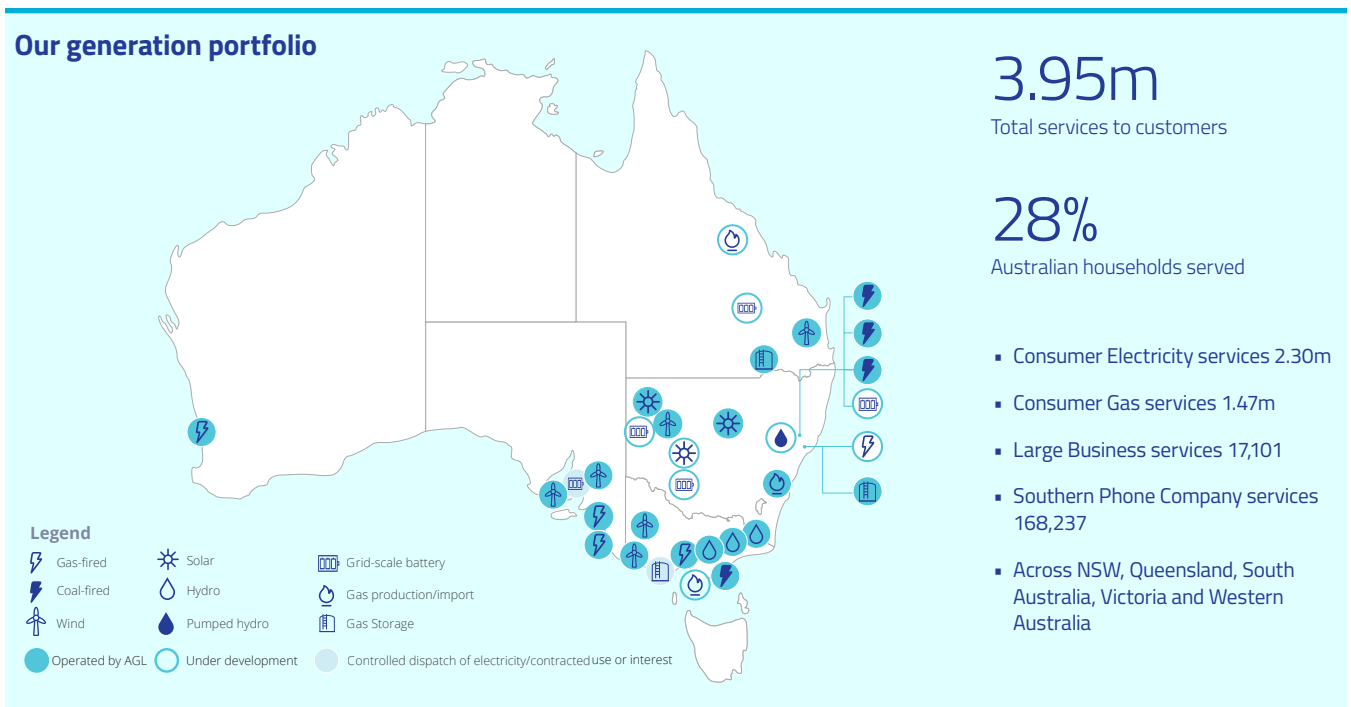 Our generation portfolio
3.95m
Total services to customers
28%
Australian households served
▪ Consumer Electricity services 2.30m
▪ Consumer Gas services 1.47m
▪ Large Business services 17,101
▪ Southern Phone Company services
168,237
▪ Across NSW, Queensland, South
Australia, Victoria and Western
Australia
Legend
Gas-fired
Coal-fired
Wind
Solar
Hydro
Pumped hydro
Grid-scale battery
Gas production/import
Gas Storage
Operated by AGL
Under development
Controlled dispatch of electricity/contracted use or interest